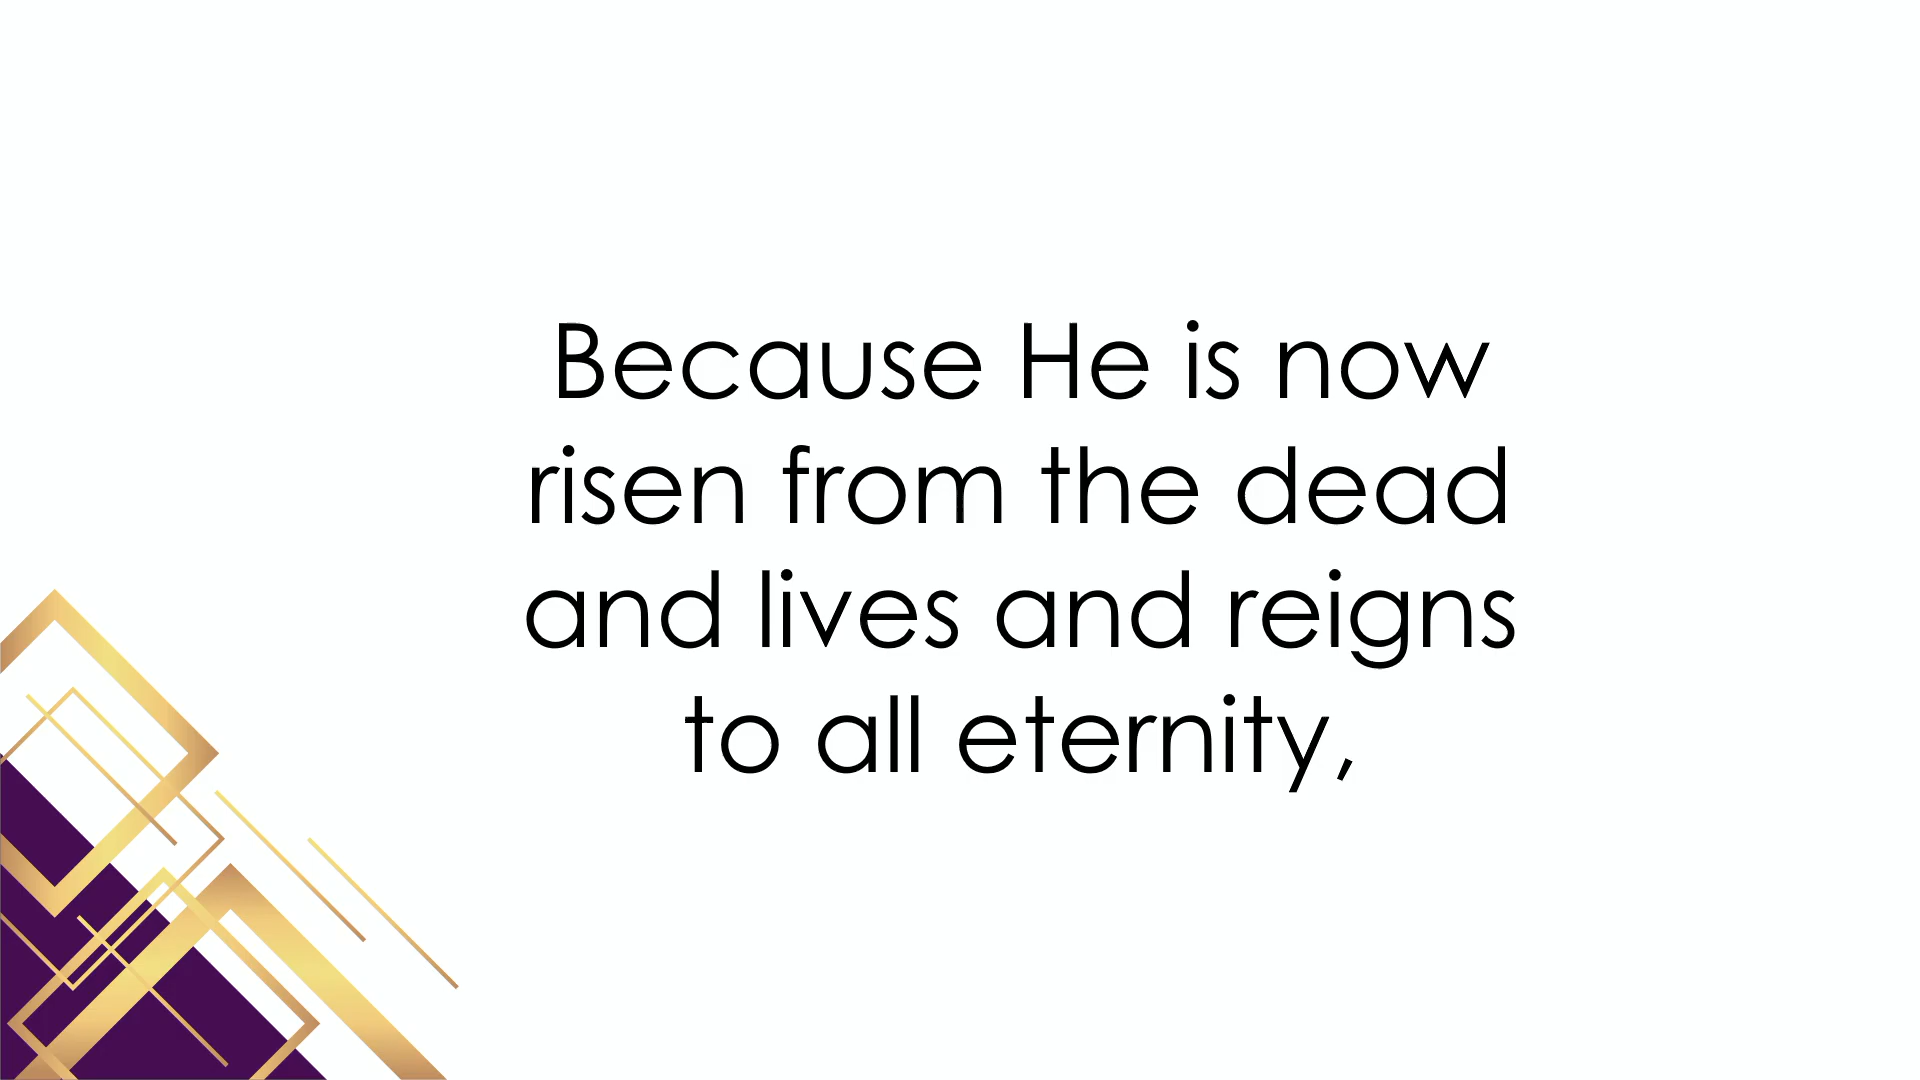 Because He is now
risen from the dead
and lives and reigns
to all eternity,